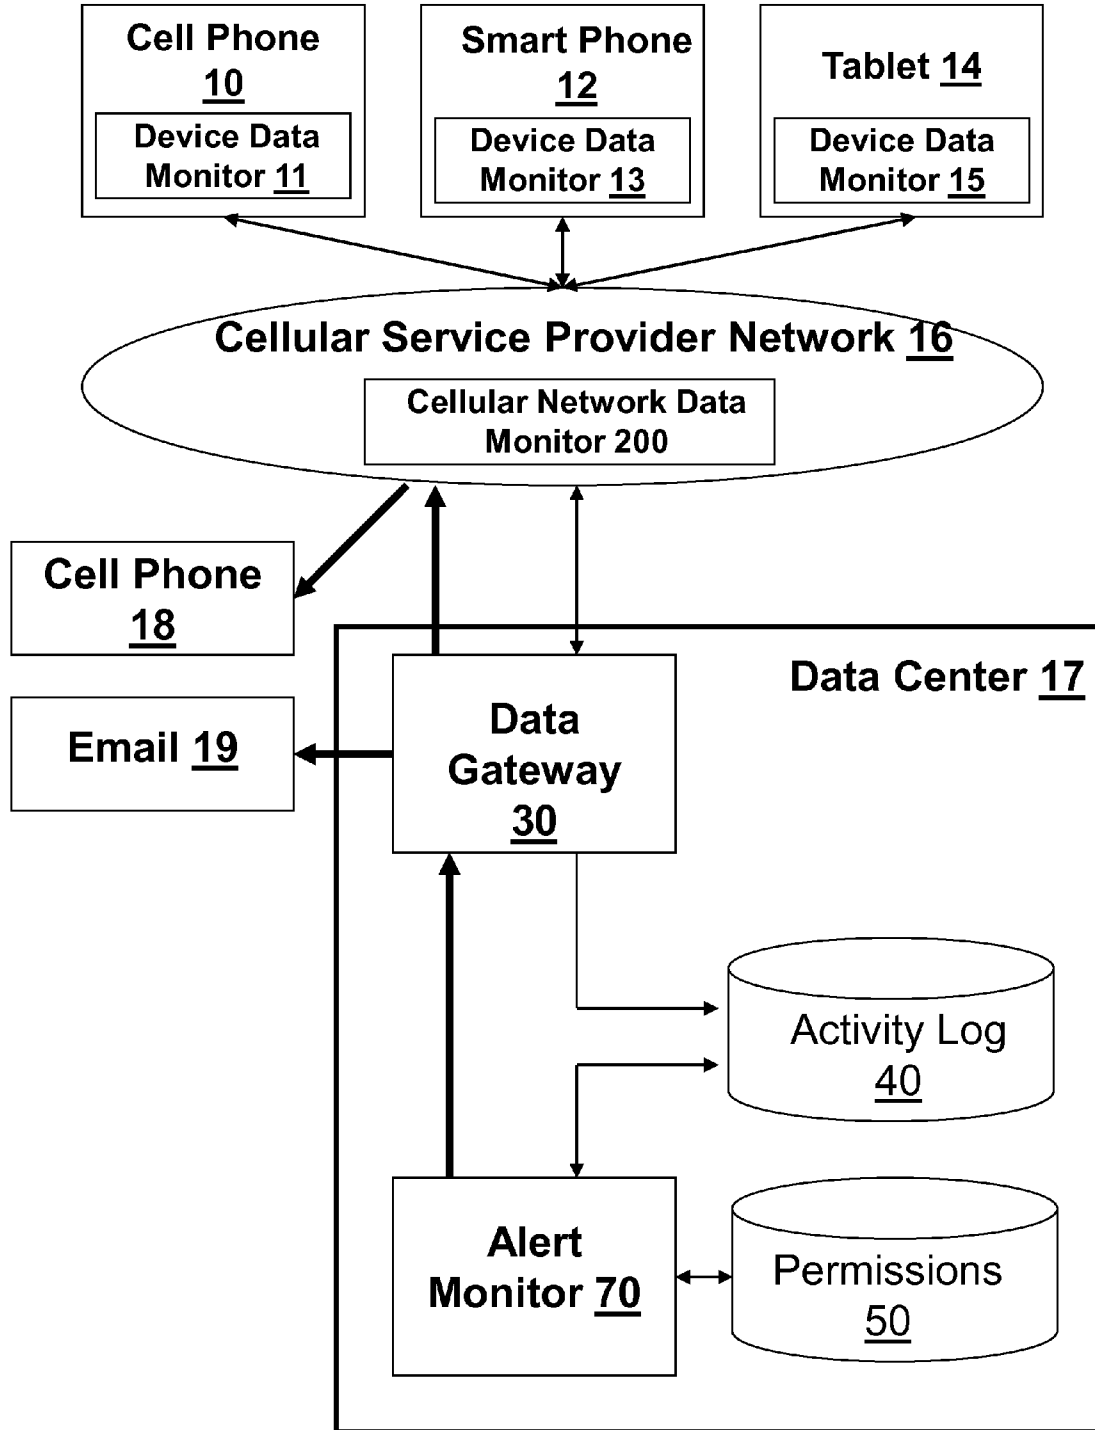 Cell Phone
10
Device Data
Monitor 11
Smart Phone
12
Device Data
Monitor 13
Tablet 14
Device Data
Monitor 15
Cellular Service Provider Network 16
Cellular Network Data
Monitor 200
Cell Phone
18
Email 19
Data Center 17
Data
Gateway
30
Activity Log
40
Alert
Monitor 70
Permissions
50